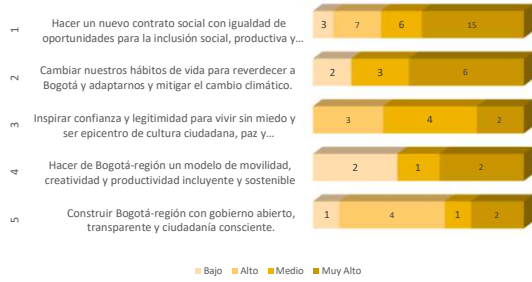 1
Hacer un nuevo contrato social con igualdad de
oportunidades para la inclusión social, productiva y…
3 7 6 15
2
Cambiar nuestros hábitos de vida para reverdecer a
Bogotá y adaptarnos y mitigar el cambio climático.
2 3 6
3
Inspirar confianza y legitimidad para vivir sin miedo y
ser epicentro de cultura ciudadana, paz y…
3 4 2
4
Hacer de Bogotá-región un modelo de movilidad,
creatividad y productividad incluyente y sostenible
2 1 2
5
Construir Bogotá-región con gobierno abierto,
transparente y ciudadanía consciente.
1 4 1 2
Bajo Alto Medio Muy Alto